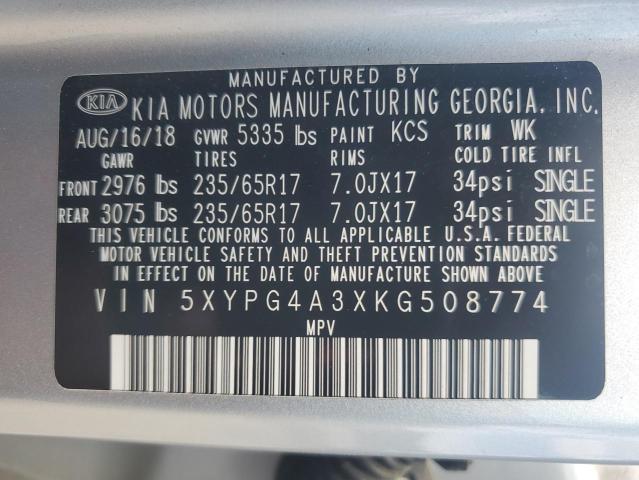 MANUFACTURED BY
KIA KIA MOTORS MANUFACTURING GEORGIA, INC.
AUG/16/18 GVWR 5335 lbs PAINT KCS TRIM WK
GAWR TIRES RIMS COLD TIRE INFL
FRONT 2976 lbs 235/65R17 7.0JX17 34psi SINGLE
REAR 3075 lbs 235/65R17 7.0JX17 34psi SINGLE
THIS VEHICLE CONFORMS TO ALL APPLICABLE U.S.A. FEDERAL
MOTOR VEHICLE SAFETY AND THEFT PREVENTION STANDARDS
IN EFFECT ON THE DATE OF MANUFACTURE SHOWN ABOVE.
VIN 5XYPG4A3XKG508774
MPV